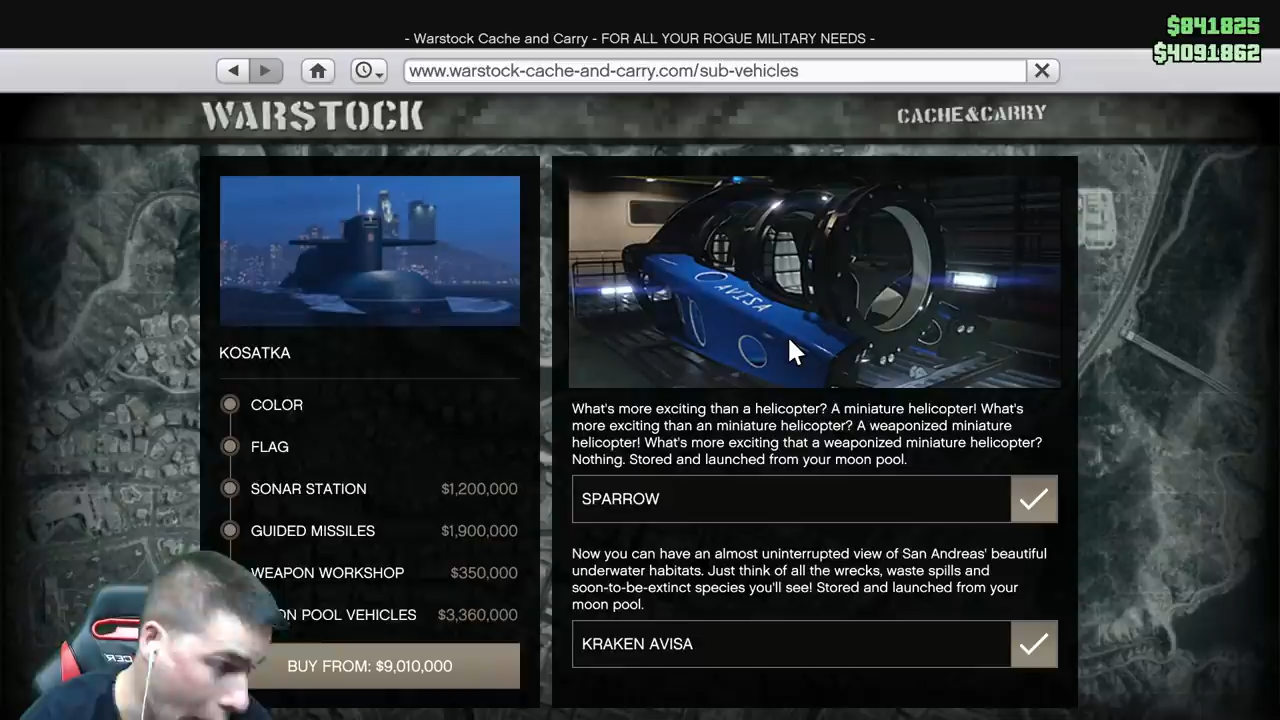 $841825
- Warstock Cache and Carry - FOR ALL YOUR ROGUE MILITARY NEEDS -
$4091862
www.warstock-cache-and-carry.com/sub-vehicles
WARSTOCK
CACHE&CARRY
AVISA
KOSATKA
COLOR
FLAG
SONAR STATION $1,200,000
GUIDED MISSILES $1,900,000
WEAPON WORKSHOP $350,000
ON POOL VEHICLES $3,360,000
BUY FROM: $9,010,000
What's more exciting than a helicopter? A miniature helicopter! What's
more exciting than an miniature helicopter? A weaponized miniature
helicopter! What's more exciting that a weaponized miniature helicopter?
Nothing. Stored and launched from your moon pool.
SPARROW
Now you can have an almost uninterrupted view of San Andreas' beautiful
underwater habitats. Just think of all the wrecks, waste spills and
soon-to-be-extinct species you'll see! Stored and launched from your
moon pool.
KRAKEN AVISA